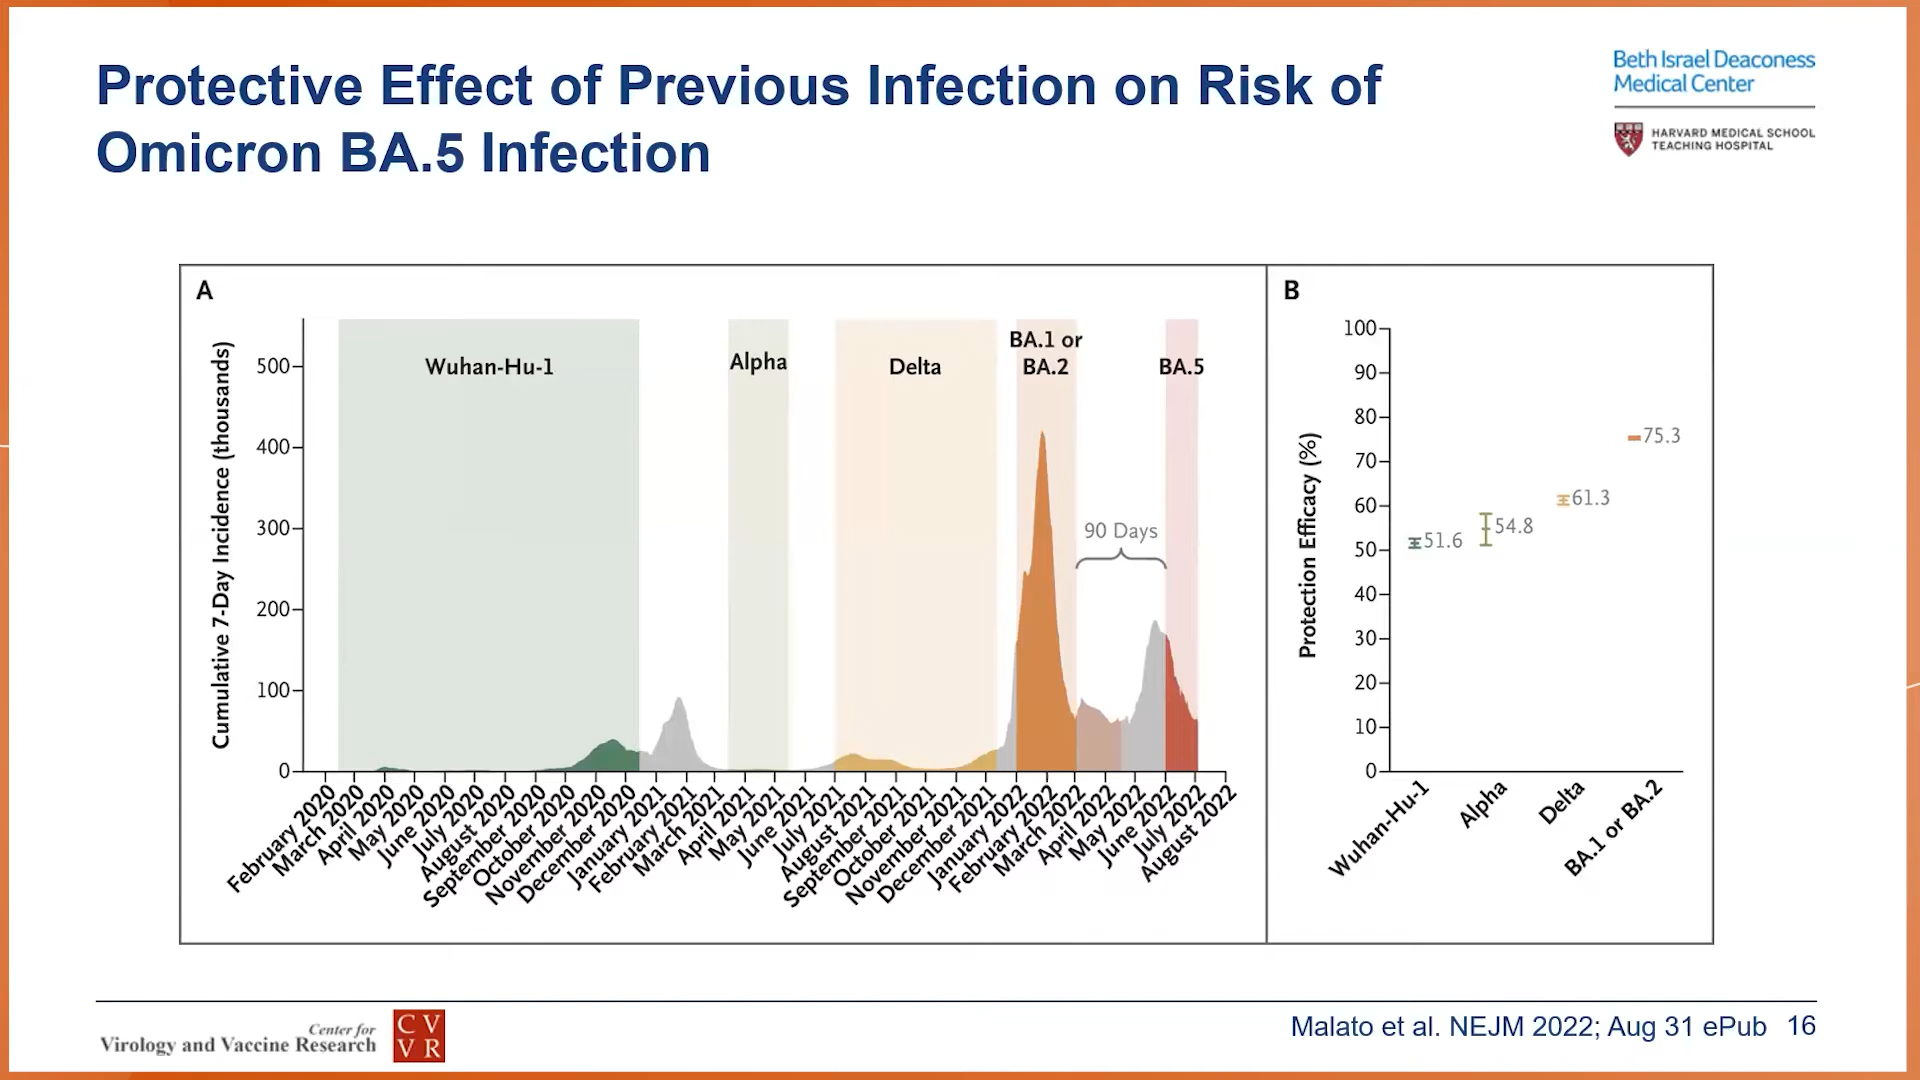 Protective Effect of Previous Infection on Risk of
Omicron BA.5 Infection
Beth Israel Deaconess
Medical Center
HARVARD MEDICAL SCHOOL
TEACHING HOSPITAL
A
Cumulative 7-Day Incidence (thousands)
500
400
300
200
100
0
Wuhan-Hu-1
Alpha
Delta
BA.1 or
BA.2
BA.5
90 Days
February 2020
March 2020
April 2020
May 2020
June 2020
July 2020
August 2020
September 2020
October 2020
November 2020
December 2020
January 2021
February 2021
March 2021
April 2021
May 2021
June 2021
July 2021
August 2021
September 2021
October 2021
November 2021
December 2021
January 2022
February 2022
March 2022
April 2022
May 2022
June 2022
July 2022
August 2022
B
Protection Efficacy (%)
100
90
80
70
60
50
40
30
20
10
0
51.6
54.8
61.3
75.3
Wuhan-Hu-1
Alpha
Delta
BA.1 or BA.2
Center for
Virology and Vaccine Research
C V
V R
Malato et al. NEJM 2022; Aug 31 ePub 16